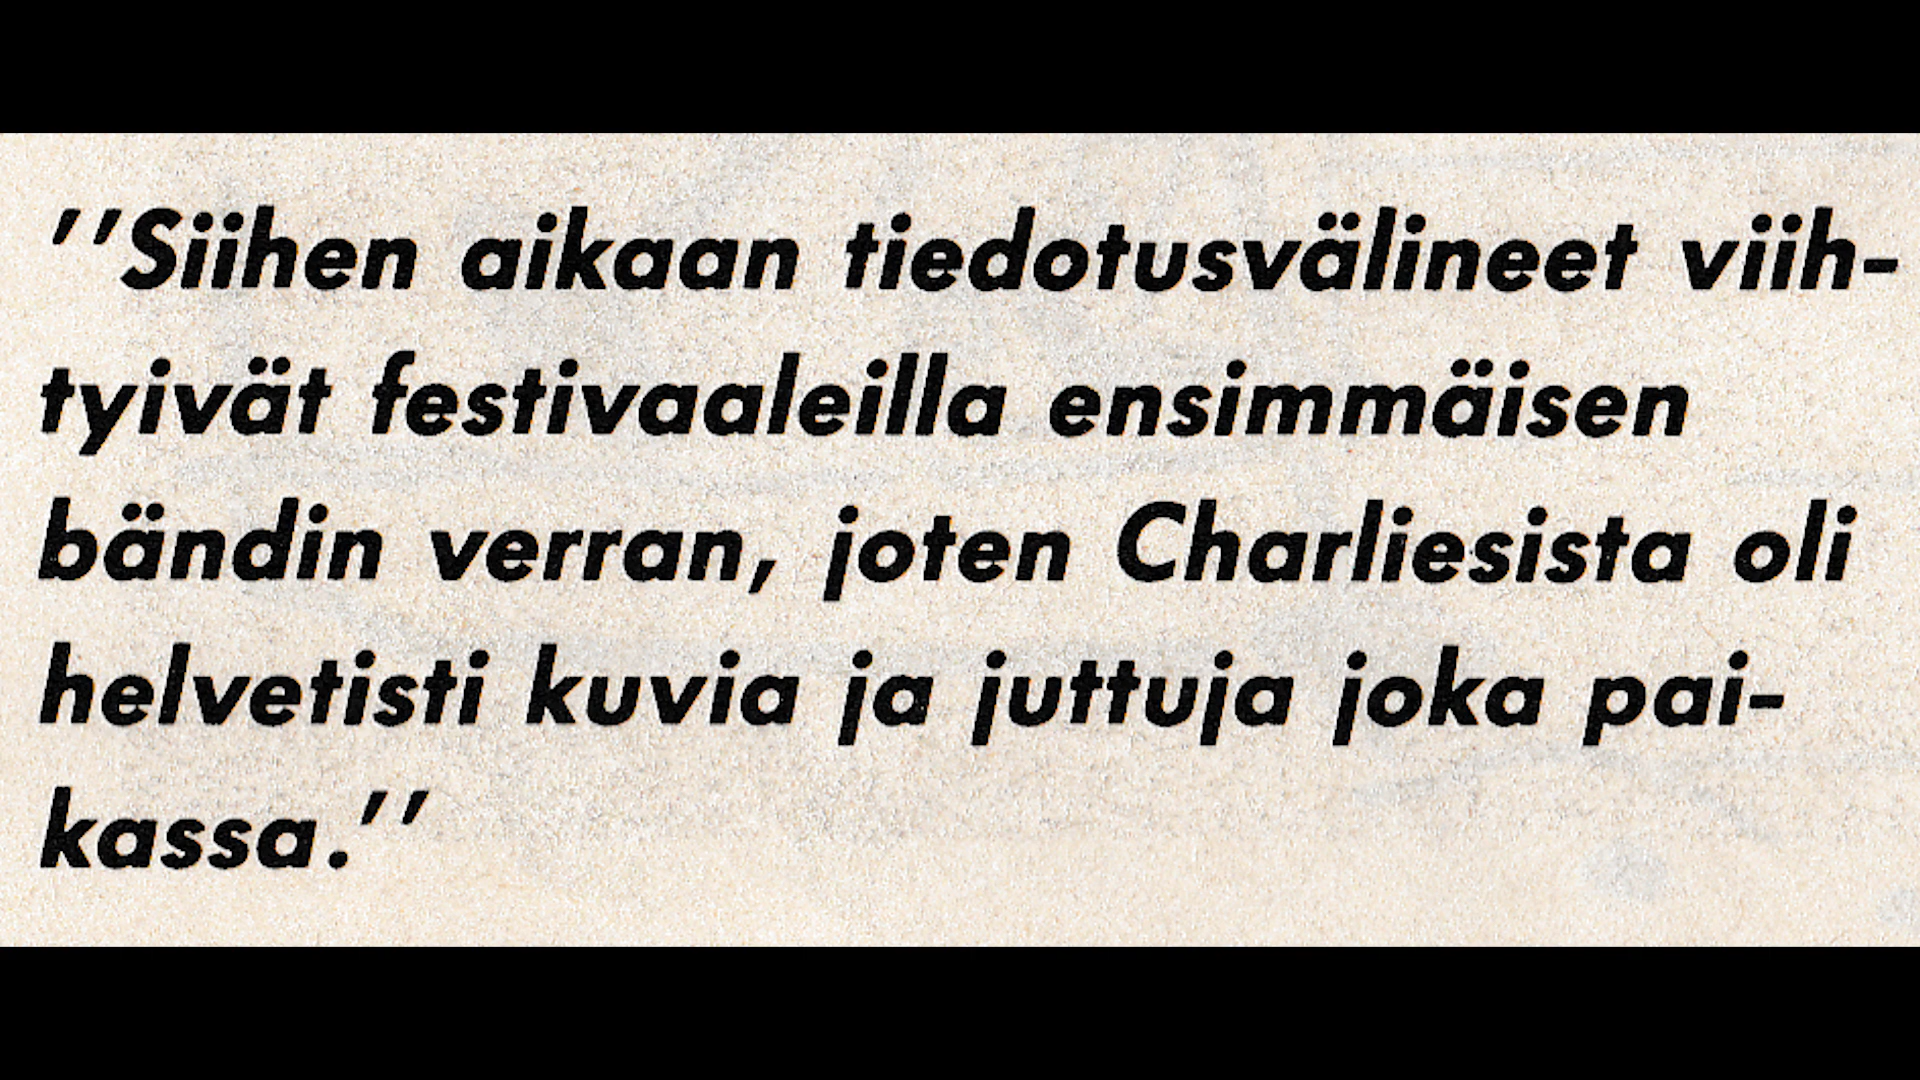 ''Siihen aikaan tiedotusvälineet viih-
tyivät festivaaleilla ensimmäisen
bändin verran, joten Charliesista oli
helvetisti kuvia ja juttuja joka pai-
kassa.''